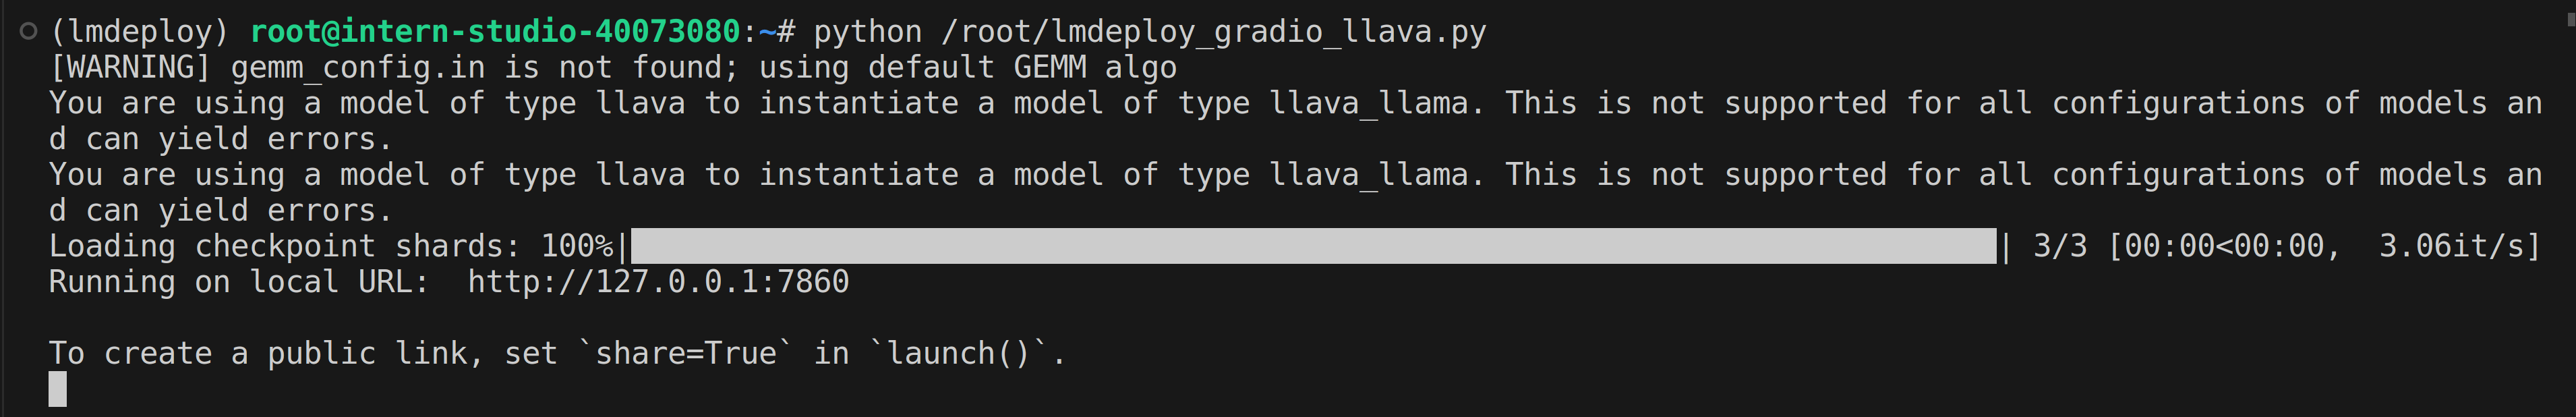 (lmdeploy) root@intern-studio-40073080:~# python /root/lmdeploy_gradio_llava.py
[WARNING] gemm_config.in is not found; using default GEMM algo
You are using a model of type llava to instantiate a model of type llava_llama. This is not supported for all configurations of models an
d can yield errors.
You are using a model of type llava to instantiate a model of type llava_llama. This is not supported for all configurations of models an
d can yield errors.
Loading checkpoint shards: 100%|██████████| 3/3 [00:00<00:00,  3.06it/s]
Running on local URL:  http://127.0.0.1:7860
To create a public link, set `share=True` in `launch()`.